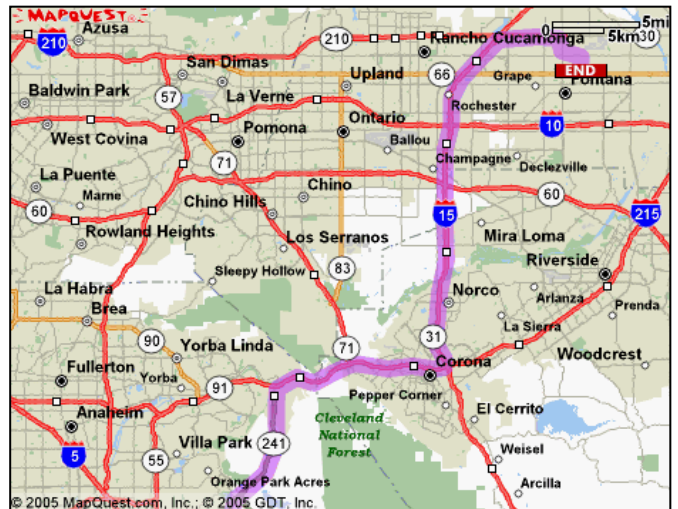 MAPQUEST
5mi
5km
30
210
Azusa
210
Rancho Cucamonga
San Dimas
END
66
Grape
Fontana
Upland
Baldwin Park
57
La Verne
Rochester
Ontario
West Covina
Pomona
Ballou
10
71
Champagne
Declezville
La Puente
Marne
Chino
60
Chino Hills
60
15
215
Rowland Heights
Los Serranos
Mira Loma
Riverside
Sleepy Hollow
83
La Habra
Norco
Arlanza
Prenda
Brea
La Sierra
90
31
71
Yorba Linda
Woodcrest
Corona
Fullerton
Yorba
91
Pepper Corner
El Cerrito
Anaheim
Cleveland
National
Forest
241
Villa Park
5
55
Weisel
Orange Park Acres
Arcilla
© 2005 MapQuest.com, Inc.; © 2005 GDT, Inc.